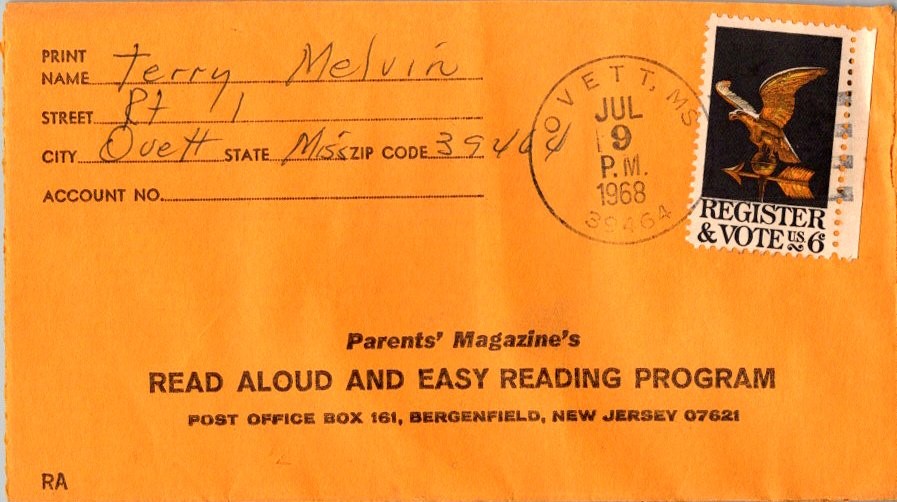 PRINT
NAME Terry Melvin
STREET Rt 1
CITY Ovett STATE Miss ZIP CODE 39464
ACCOUNT NO.
OVETT, MS
JUL
9
P.M.
1968
39464
REGISTER
& VOTE US 6
Parents' Magazine's
READ ALOUD AND EASY READING PROGRAM
POST OFFICE BOX 161, BERGENFIELD, NEW JERSEY 07621
RA